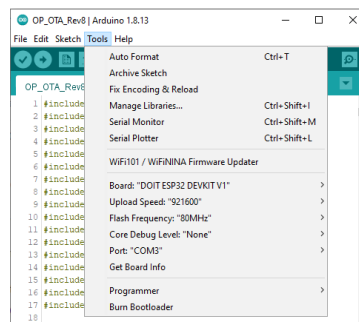 OP_OTA_Rev8 | Arduino 1.8.13
File Edit Sketch Tools Help
OP_OTA_Rev8
Auto Format Ctrl+T
Archive Sketch
Fix Encoding & Reload
Manage Libraries... Ctrl+Shift+I
Serial Monitor Ctrl+Shift+M
Serial Plotter Ctrl+Shift+L
WiFi101 / WiFiNINA Firmware Updater
Board: "DOIT ESP32 DEVKIT V1"
Upload Speed: "921600"
Flash Frequency: "80MHz"
Core Debug Level: "None"
Port: "COM3"
Get Board Info
Programmer
Burn Bootloader
1 #include
2 #include
3 #include
4 #include
5 #include
6 #include
7 #include
8 #include
9 #include
10 #include
11 #include
12 #include
13 #include
14 #include
15 #include
16 #include
17 #include
18